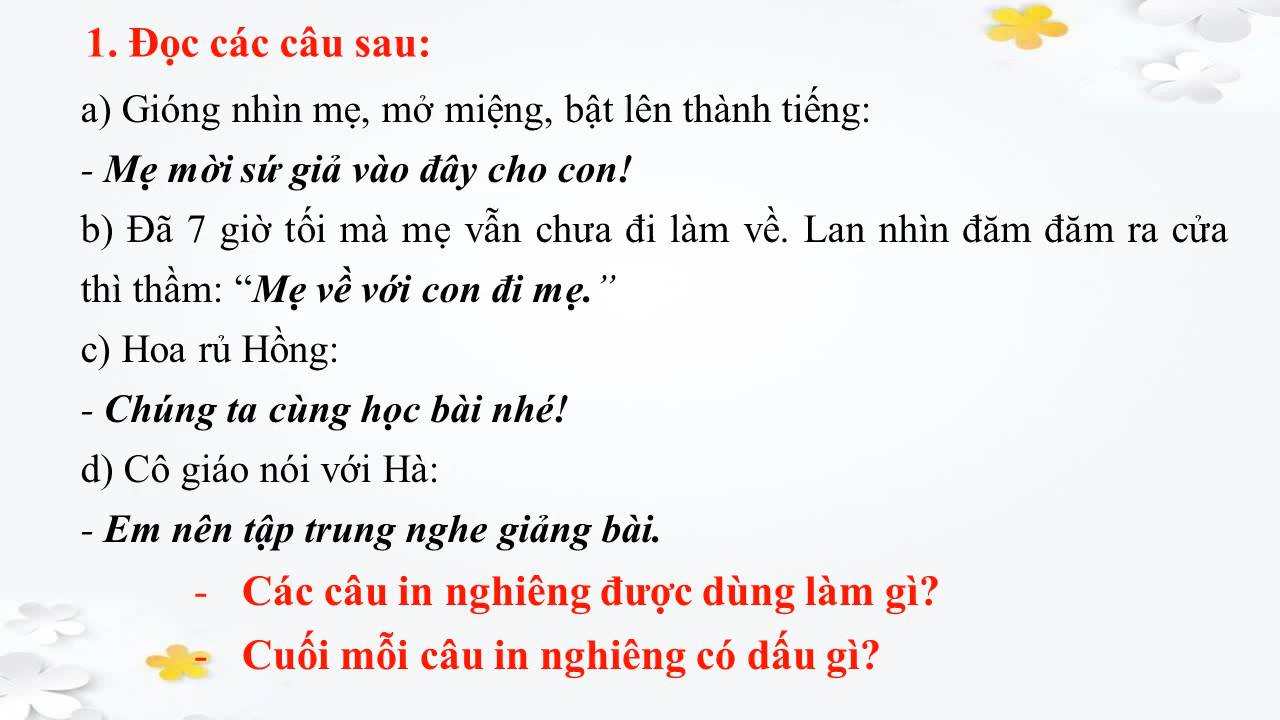 1. Đọc các câu sau:
a) Gióng nhìn mẹ, mở miệng, bật lên thành tiếng:
- Mẹ mời sứ giả vào đây cho con!
b) Đã 7 giờ tối mà mẹ vẫn chưa đi làm về. Lan nhìn đăm đăm ra cửa
thì thầm: “Mẹ về với con đi mẹ.”
c) Hoa rủ Hồng:
- Chúng ta cùng học bài nhé!
d) Cô giáo nói với Hà:
- Em nên tập trung nghe giảng bài.
- Các câu in nghiêng được dùng làm gì?
- Cuối mỗi câu in nghiêng có dấu gì?